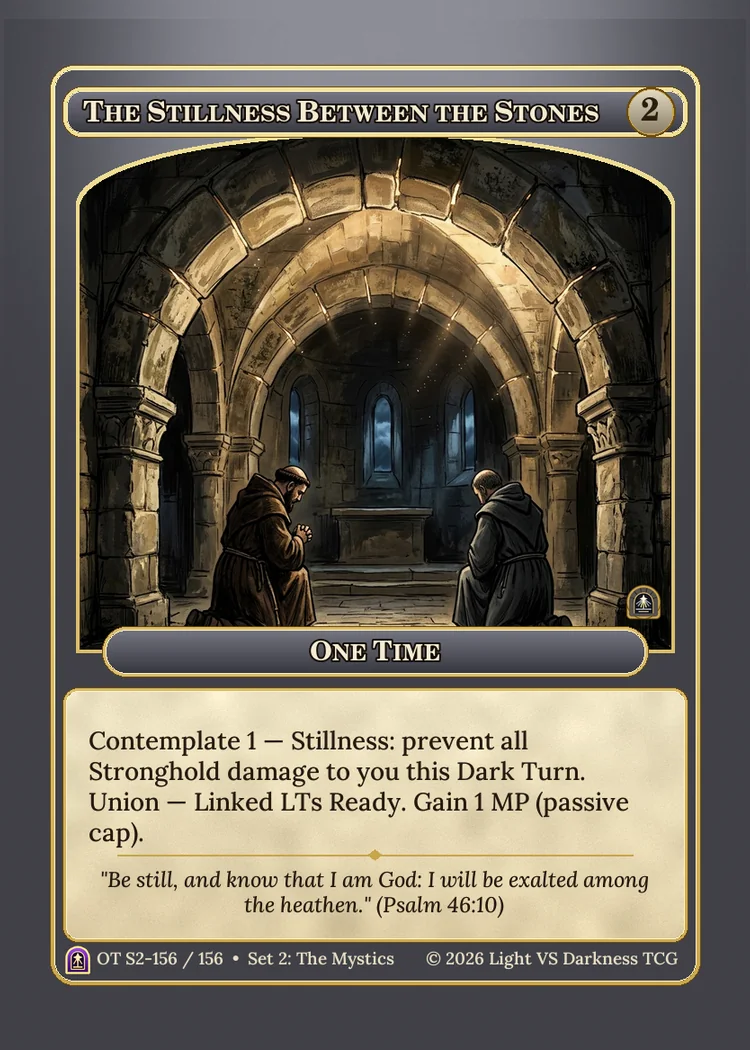 The Stillness Between the Stones
2
One Time
Contemplate 1 — Stillness: prevent all
Stronghold damage to you this Dark Turn.
Union — Linked LTs Ready. Gain 1 MP (passive
cap).
"Be still, and know that I am God: I will be exalted among
the heathen." (Psalm 46:10)
OT S2-156 / 156 • Set 2: The Mystics © 2026 Light VS Darkness TCG